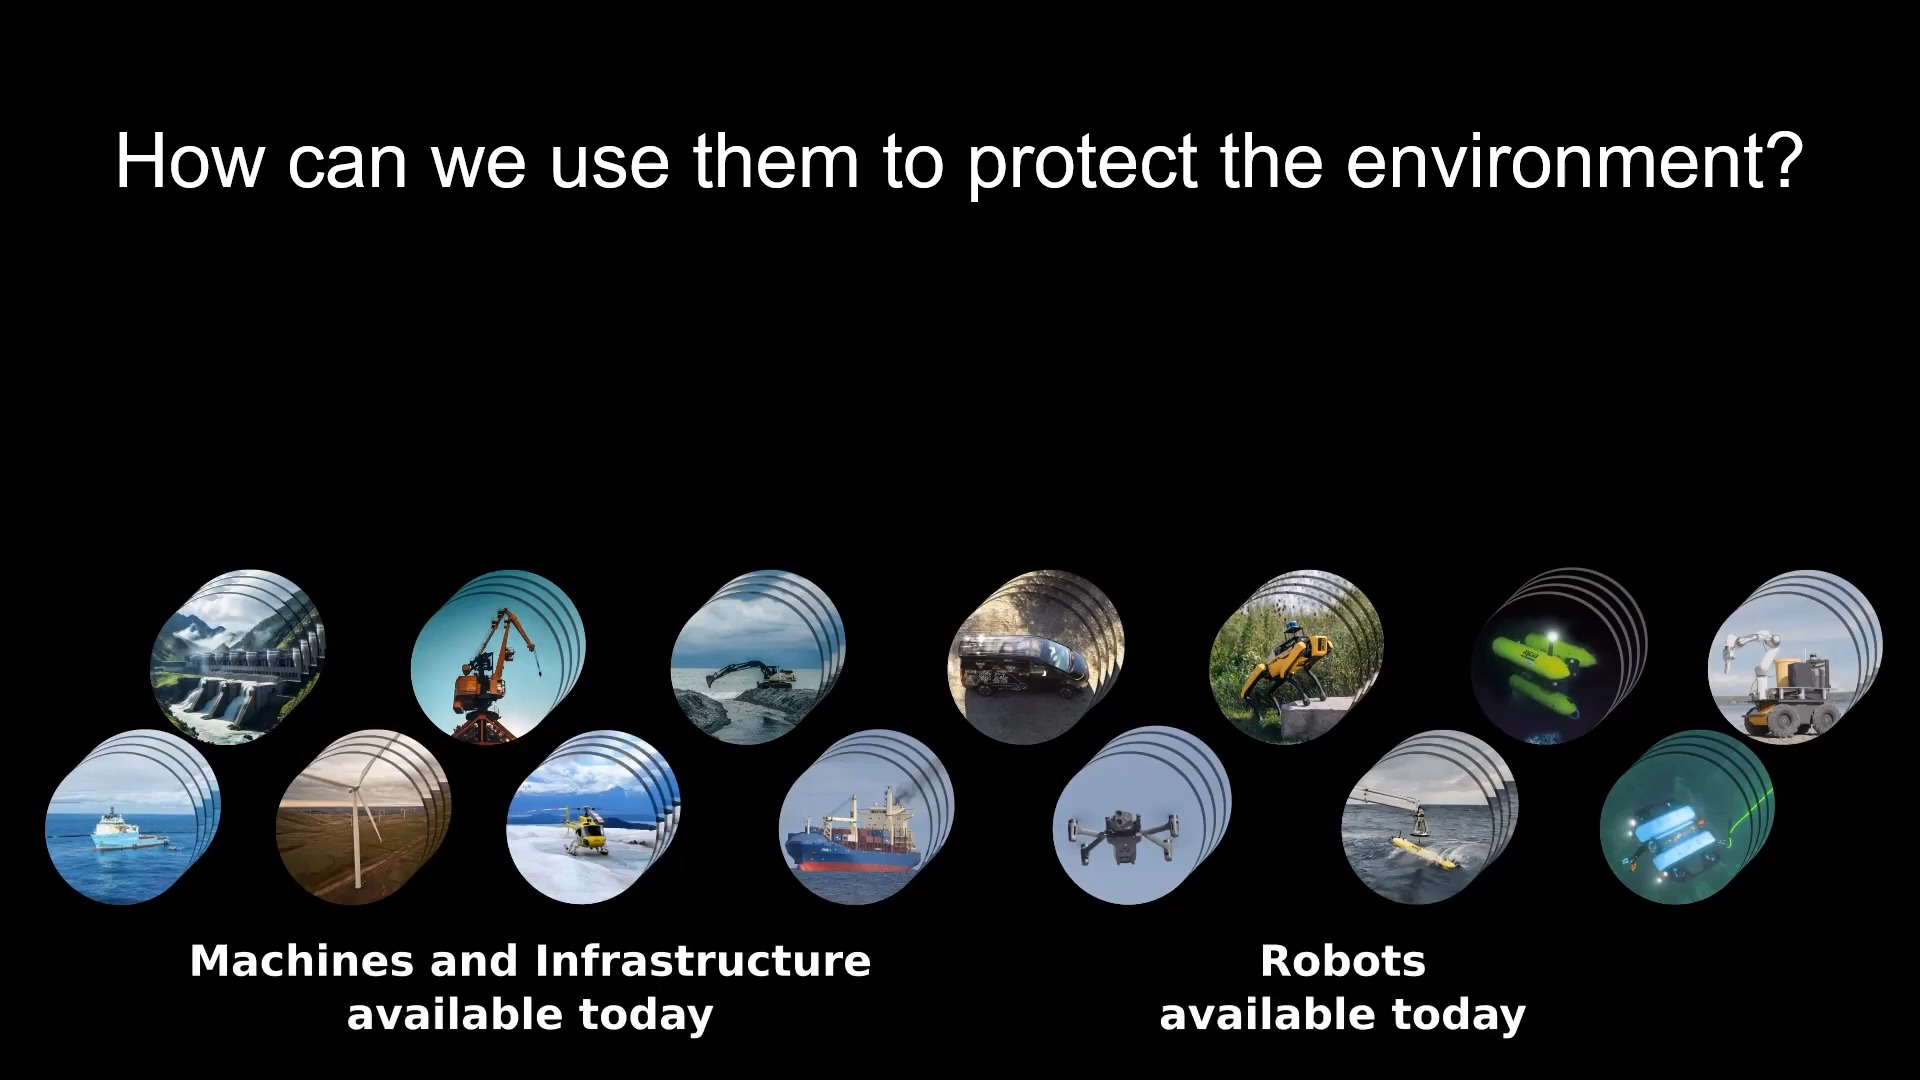 How can we use them to protect the environment?
Machines and Infrastructure
available today
Robots
available today